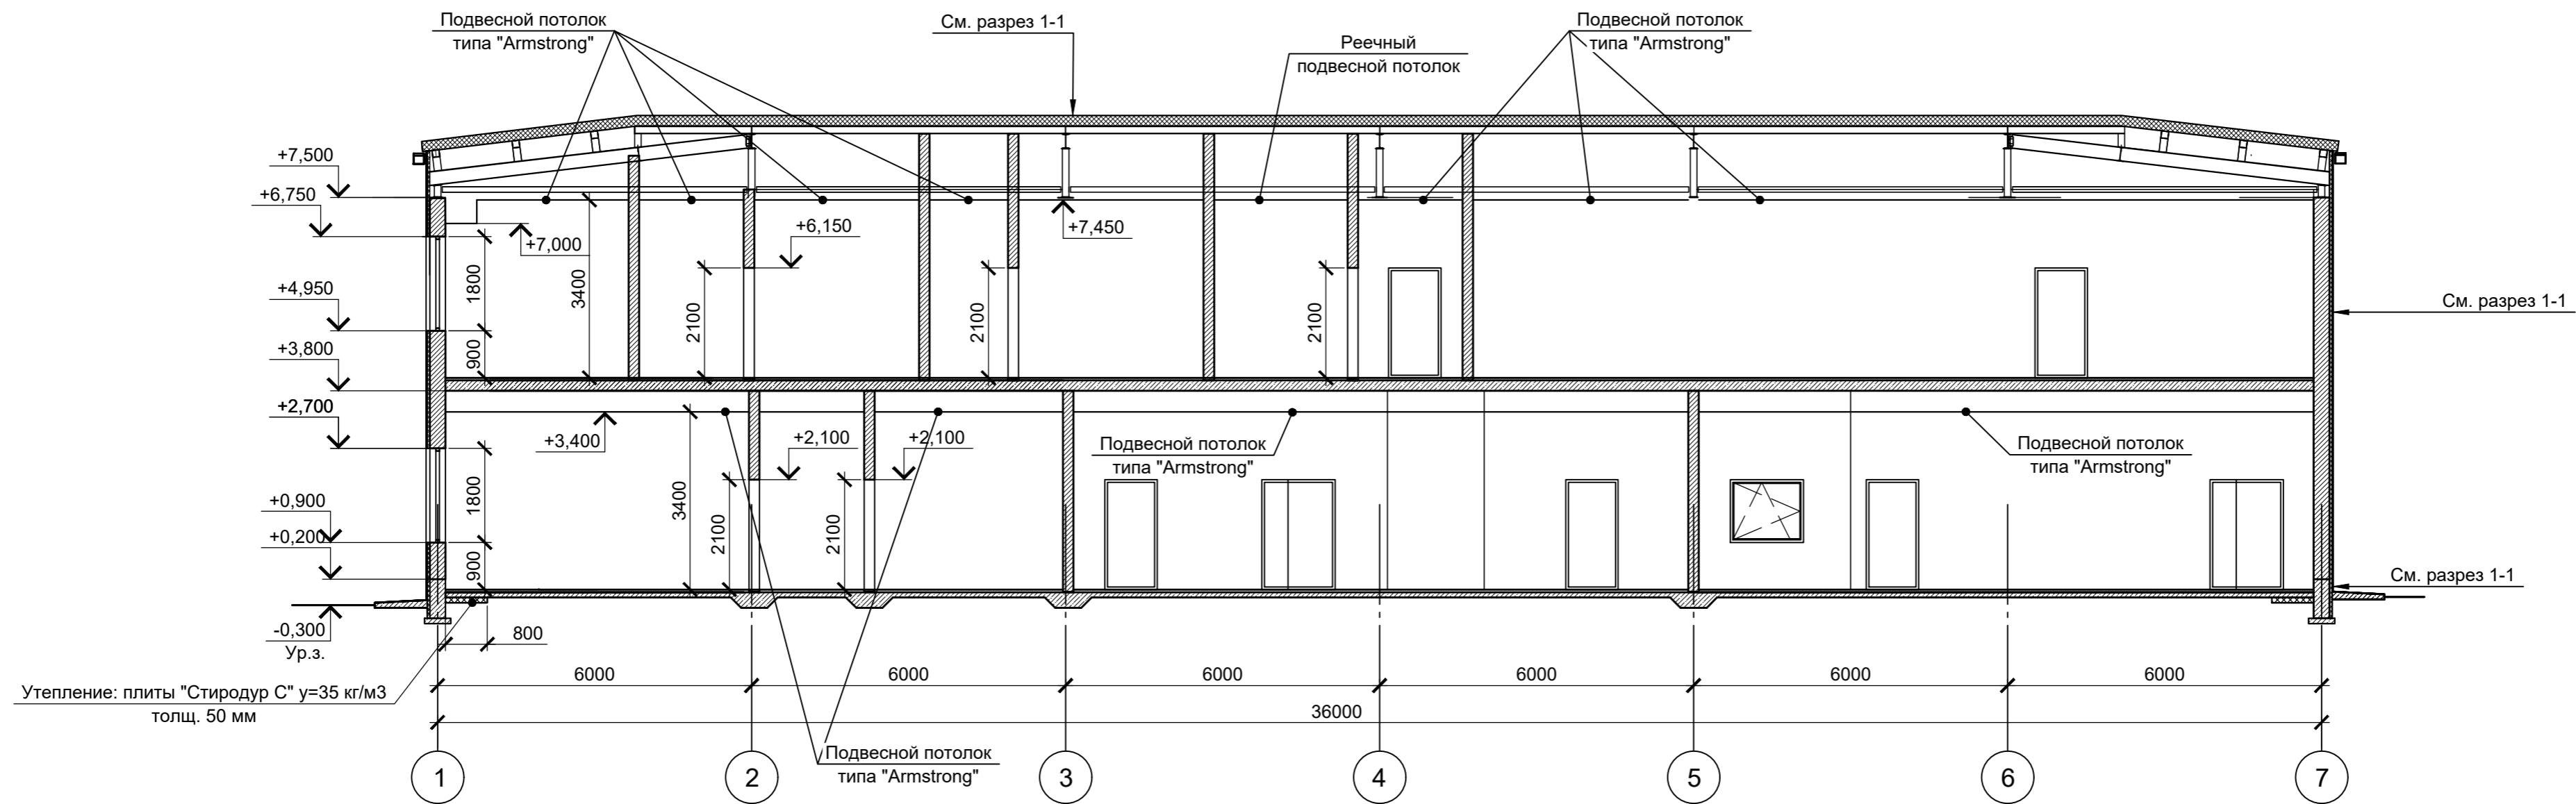 Подвесной потолок
типа "Armstrong"
См. разрез 1-1
Реечный
подвесной потолок
Подвесной потолок
типа "Armstrong"
+7,500
+6,750
+7,000
+6,150
+7,450
1800
3400
2100
2100
2100
+4,950
900
См. разрез 1-1
+3,800
+2,700
+3,400
+2,100
+2,100
Подвесной потолок
типа "Armstrong"
Подвесной потолок
типа "Armstrong"
1800
3400
2100
2100
+0,900
+0,200
900
См. разрез 1-1
-0,300
Ур.з.
800
Утепление: плиты "Стиродур С" y=35 кг/м3
толщ. 50 мм
6000
6000
6000
6000
6000
6000
36000
Подвесной потолок
типа "Armstrong"
1
2
3
4
5
6
7